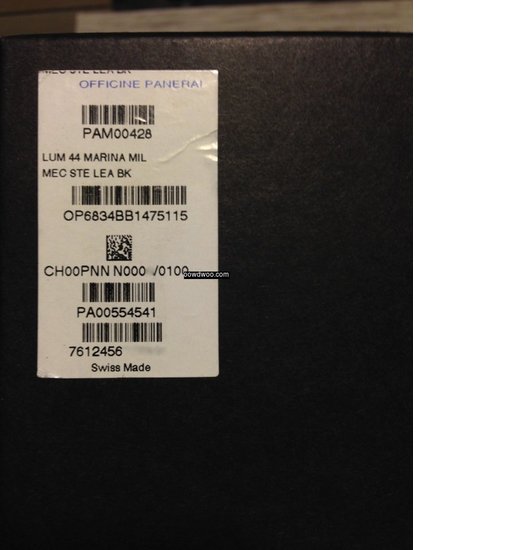 MEC STE LEA BK
OFFICINE PANERAI
PAM00428
LUM 44 MARINA MIL
MEC STE LEA BK
OP6834BB1475115
CH00PNN N000 /0100
powdwoo.com
PA00554541
7612456
Swiss Made